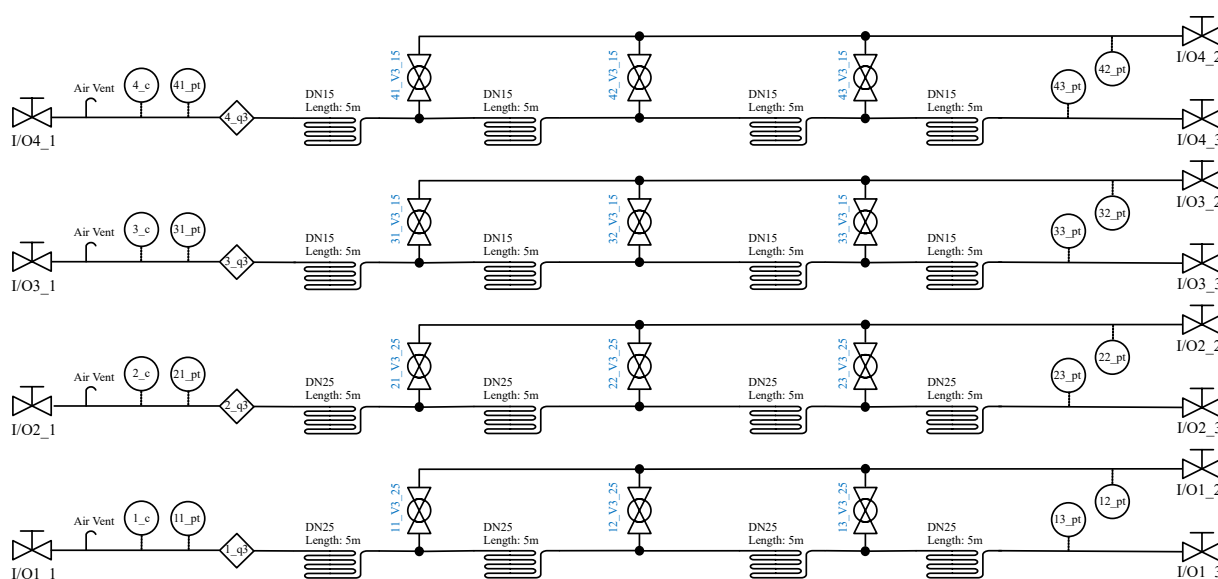 41_V3_15
42_V3_15
43_V3_15
I/O4_2
4_c
41_pt
42_pt
43_pt
Air Vent
DN15
Length: 5m
DN15
Length: 5m
DN15
Length: 5m
DN15
Length: 5m
4_q3
I/O4_1
I/O4_3
31_V3_15
32_V3_15
33_V3_15
I/O3_2
3_c
31_pt
32_pt
33_pt
Air Vent
DN15
Length: 5m
DN15
Length: 5m
DN15
Length: 5m
DN15
Length: 5m
3_q3
I/O3_1
I/O3_3
21_V3_25
22_V3_25
23_V3_25
I/O2_2
2_c
21_pt
22_pt
23_pt
Air Vent
DN25
Length: 5m
DN25
Length: 5m
DN25
Length: 5m
DN25
Length: 5m
2_q3
I/O2_1
I/O2_3
11_V3_25
12_V3_25
13_V3_25
I/O1_2
1_c
11_pt
12_pt
13_pt
Air Vent
DN25
Length: 5m
DN25
Length: 5m
DN25
Length: 5m
DN25
Length: 5m
1_q3
I/O1_1
I/O1_3